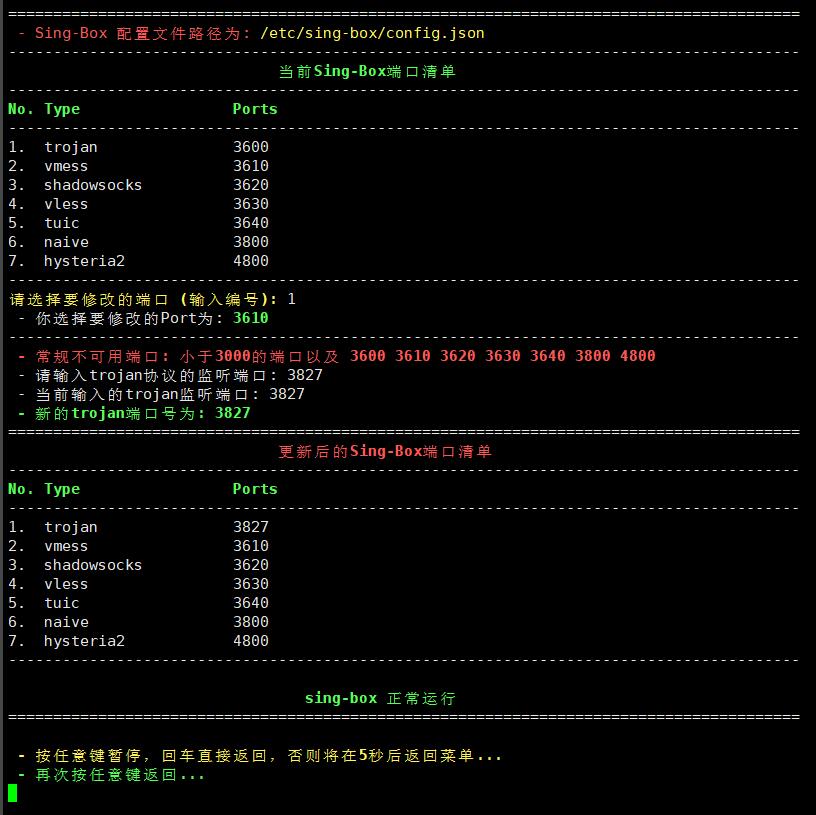 - Sing-Box 配置文件路径为: /etc/sing-box/config.json
当前Sing-Box端口清单
No. Type Ports
1. trojan 3600
2. vmess 3610
3. shadowsocks 3620
4. vless 3630
5. tuic 3640
6. naive 3800
7. hysteria2 4800
请选择要修改的端口 (输入编号): 1
- 你选择要修改的Port为: 3610
- 常规不可用端口: 小于3000的端口以及 3600 3610 3620 3630 3640 3800 4800
- 请输入trojan协议的监听端口: 3827
- 当前输入的trojan监听端口: 3827
- 新的trojan端口号为: 3827
更新后的Sing-Box端口清单
No. Type Ports
1. trojan 3827
2. vmess 3610
3. shadowsocks 3620
4. vless 3630
5. tuic 3640
6. naive 3800
7. hysteria2 4800
sing-box 正常运行
- 按任意键暂停，回车直接返回，否则将在5秒后返回菜单...
- 再次按任意键返回...